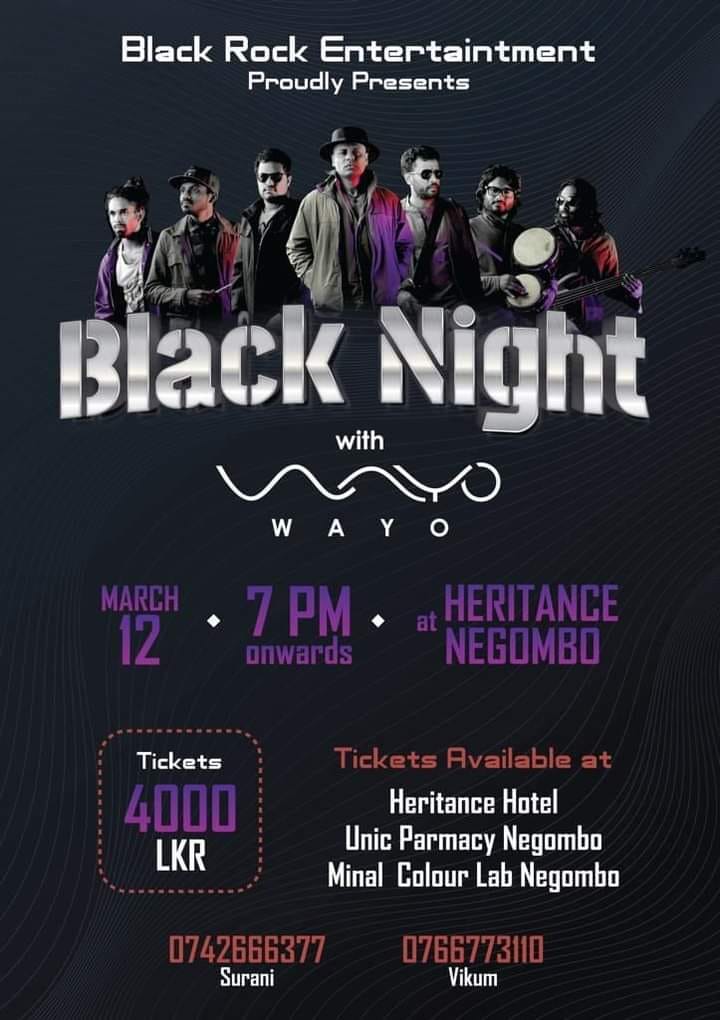 Black Rock Entertaintment
Proudly Presents
Black Night
with
WAYO
WAYO
MARCH
12
7 PM
onwards
at HERITANCE
NEGOMBO
Tickets
4000
LKR
Tickets Available at
Heritance Hotel
Unic Parmacy Negombo
Minal Colour Lab Negombo
0742666377
Surani
0766773110
Vikum